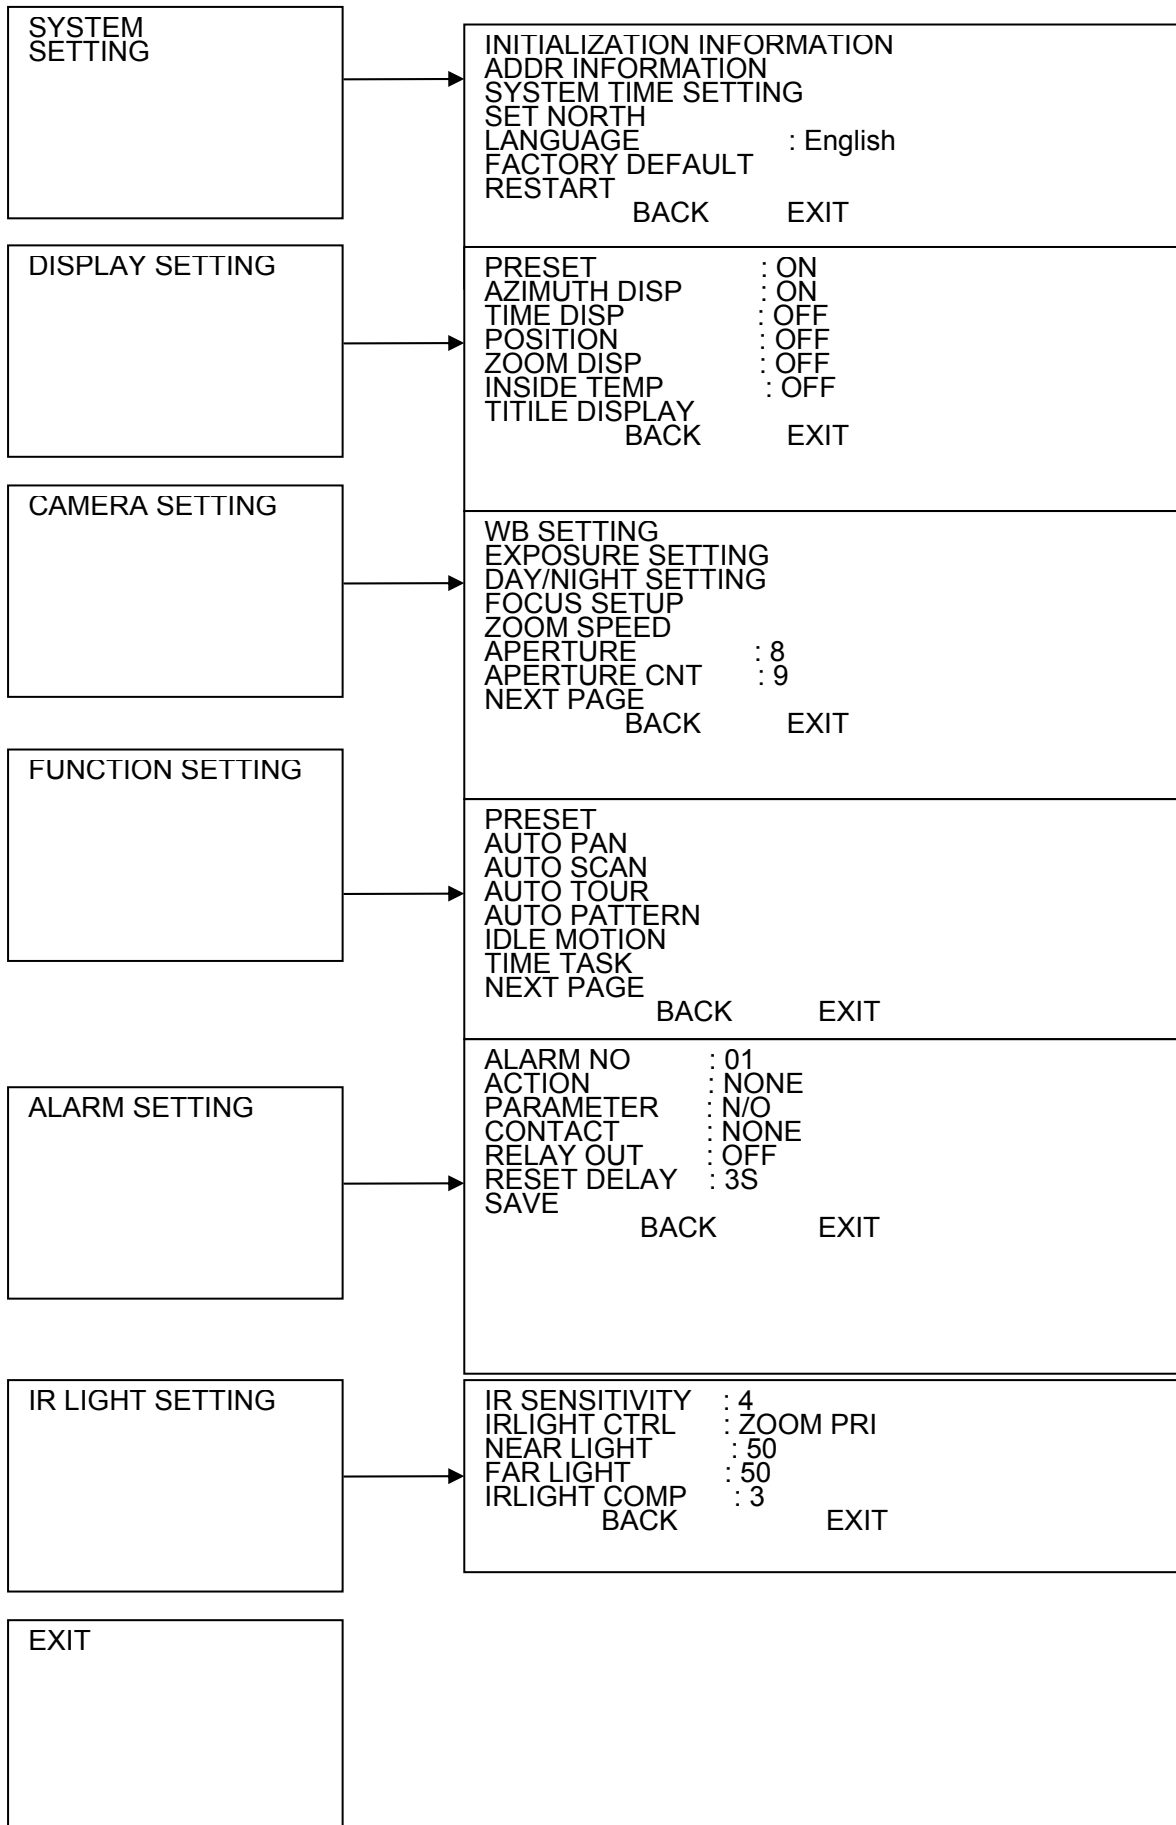 SYSTEM
SETTING
INITIALIZATION INFORMATION
ADDR INFORMATION
SYSTEM TIME SETTING
SET NORTH
LANGUAGE : English
FACTORY DEFAULT
RESTART
BACK EXIT
DISPLAY SETTING
PRESET : ON
AZIMUTH DISP : ON
TIME DISP : OFF
POSITION : OFF
ZOOM DISP : OFF
INSIDE TEMP : OFF
TITILE DISPLAY
BACK EXIT
CAMERA SETTING
WB SETTING
EXPOSURE SETTING
DAY/NIGHT SETTING
FOCUS SETUP
ZOOM SPEED
APERTURE : 8
APERTURE CNT : 9
NEXT PAGE
BACK EXIT
FUNCTION SETTING
PRESET
AUTO PAN
AUTO SCAN
AUTO TOUR
AUTO PATTERN
IDLE MOTION
TIME TASK
NEXT PAGE
BACK EXIT
ALARM SETTING
ALARM NO : 01
ACTION : NONE
PARAMETER : N/O
CONTACT : NONE
RELAY OUT : OFF
RESET DELAY : 3S
SAVE
BACK EXIT
IR LIGHT SETTING
IR SENSITIVITY : 4
IRLIGHT CTRL : ZOOM PRI
NEAR LIGHT : 50
FAR LIGHT : 50
IRLIGHT COMP : 3
BACK EXIT
EXIT